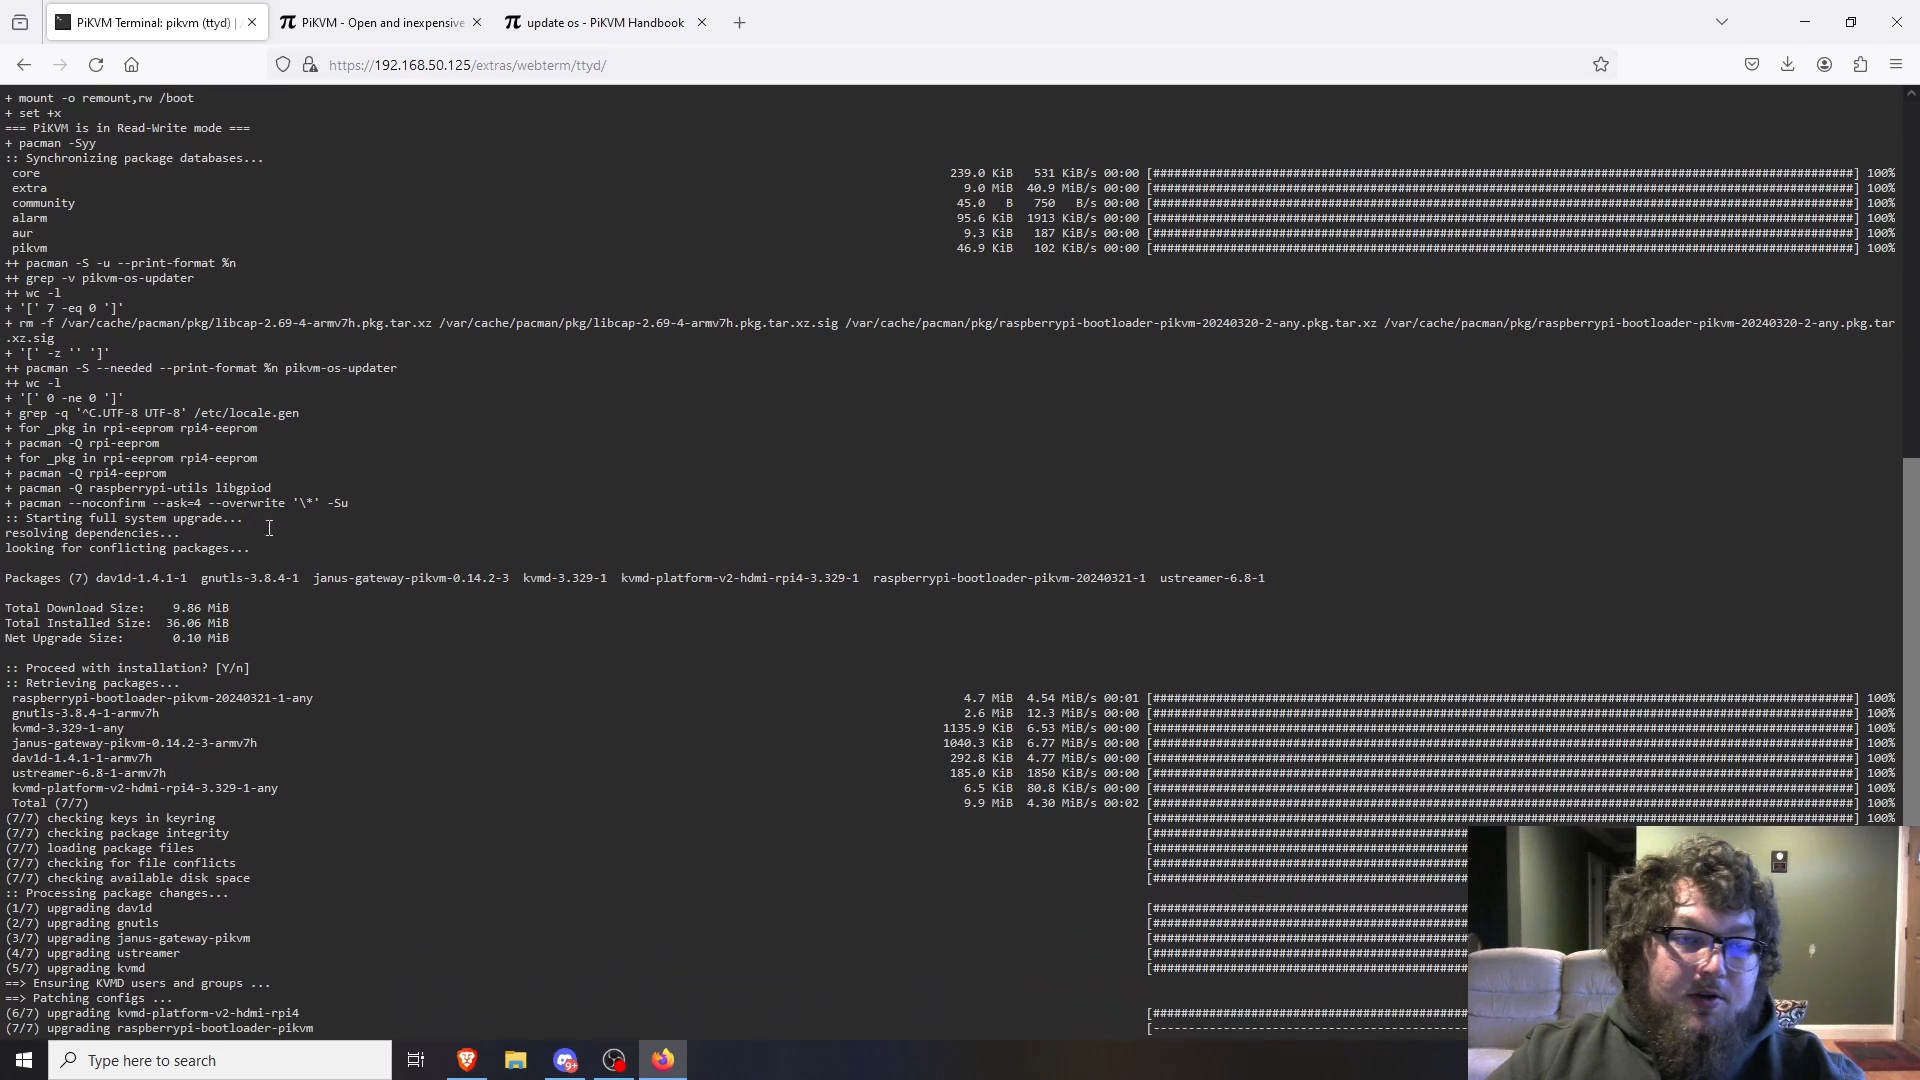 PiKVM Terminal: pikvm (ttyd) |
PiKVM - Open and inexpensive
update os - PiKVM Handbook
https://192.168.50.125/extras/webterm/ttyd/
+ mount -o remount,rw /boot
+ set +x
=== PiKVM is in Read-Write mode ===
+ pacman -Syy
:: Synchronizing package databases...
core 239.0 KiB 531 KiB/s 00:00 100%
extra 9.0 MiB 40.9 MiB/s 00:00 100%
community 45.0 B 750 B/s 00:00 100%
alarm 95.6 KiB 1913 KiB/s 00:00 100%
aur 9.3 KiB 187 KiB/s 00:00 100%
pikvm 46.9 KiB 102 KiB/s 00:00 100%
++ pacman -S -u --print-format %n
++ grep -v pikvm-os-updater
++ wc -l
+ '[' 7 -eq 0 ']'
+ rm -f /var/cache/pacman/pkg/libcap-2.69-4-armv7h.pkg.tar.xz /var/cache/pacman/pkg/libcap-2.69-4-armv7h.pkg.tar.xz.sig /var/cache/pacman/pkg/raspberrypi-bootloader-pikvm-20240320-2-any.pkg.tar.xz /var/cache/pacman/pkg/raspberrypi-bootloader-pikvm-20240320-2-any.pkg.tar
.xz.sig
+ '[' -z '' ']'
++ pacman -S --needed --print-format %n pikvm-os-updater
++ wc -l
+ '[' 0 -ne 0 ']'
+ grep -q '^C.UTF-8 UTF-8' /etc/locale.gen
+ for _pkg in rpi-eeprom rpi4-eeprom
+ pacman -Q rpi-eeprom
+ for _pkg in rpi-eeprom rpi4-eeprom
+ pacman -Q rpi4-eeprom
+ pacman -Q raspberrypi-utils libgpiod
+ pacman --noconfirm --ask=4 --overwrite '\*' -Su
:: Starting full system upgrade...
resolving dependencies...
looking for conflicting packages...
Packages (7) dav1d-1.4.1-1 gnutls-3.8.4-1 janus-gateway-pikvm-0.14.2-3 kvmd-3.329-1 kvmd-platform-v2-hdmi-rpi4-3.329-1 raspberrypi-bootloader-pikvm-20240321-1 ustreamer-6.8-1
Total Download Size: 9.86 MiB
Total Installed Size: 36.06 MiB
Net Upgrade Size: 0.10 MiB
:: Proceed with installation? [Y/n]
:: Retrieving packages...
raspberrypi-bootloader-pikvm-20240321-1-any 4.7 MiB 4.54 MiB/s 00:01 100%
gnutls-3.8.4-1-armv7h 2.6 MiB 12.3 MiB/s 00:00 100%
kvmd-3.329-1-any 1135.9 KiB 6.53 MiB/s 00:00 100%
janus-gateway-pikvm-0.14.2-3-armv7h 1040.3 KiB 6.77 MiB/s 00:00 100%
dav1d-1.4.1-1-armv7h 292.8 KiB 4.77 MiB/s 00:00 100%
ustreamer-6.8-1-armv7h 185.0 KiB 1850 KiB/s 00:00 100%
kvmd-platform-v2-hdmi-rpi4-3.329-1-any 6.5 KiB 80.8 KiB/s 00:00 100%
Total (7/7) 9.9 MiB 4.30 MiB/s 00:02 100%
(7/7) checking keys in keyring 100%
(7/7) checking package integrity
(7/7) loading package files
(7/7) checking for file conflicts
(7/7) checking available disk space
:: Processing package changes...
(1/7) upgrading dav1d
(2/7) upgrading gnutls
(3/7) upgrading janus-gateway-pikvm
(4/7) upgrading ustreamer
(5/7) upgrading kvmd
==> Ensuring KVMD users and groups ...
==> Patching configs ...
(6/7) upgrading kvmd-platform-v2-hdmi-rpi4
(7/7) upgrading raspberrypi-bootloader-pikvm
Type here to search
9+